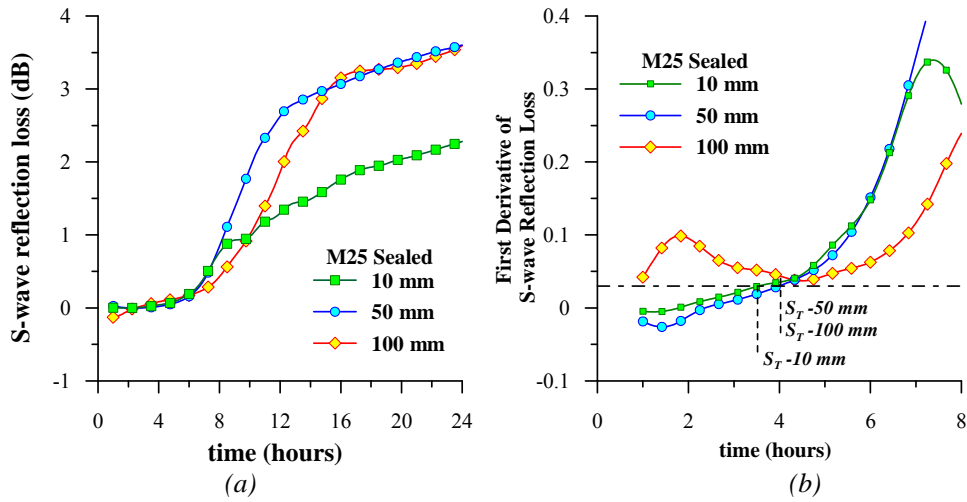 4
3
2
1
0
-1
S-wave reflection loss (dB)
M25 Sealed
10 mm
50 mm
100 mm
0 4 8 12 16 20 24
time (hours)
(a)
0.4
0.3
0.2
0.1
0
-0.1
First Derivative of
S-wave Reflection Loss
M25 Sealed
10 mm
50 mm
100 mm
S_T -50 mm
S_T -100 mm
S_T -10 mm
0 2 4 6 8
time (hours)
(b)